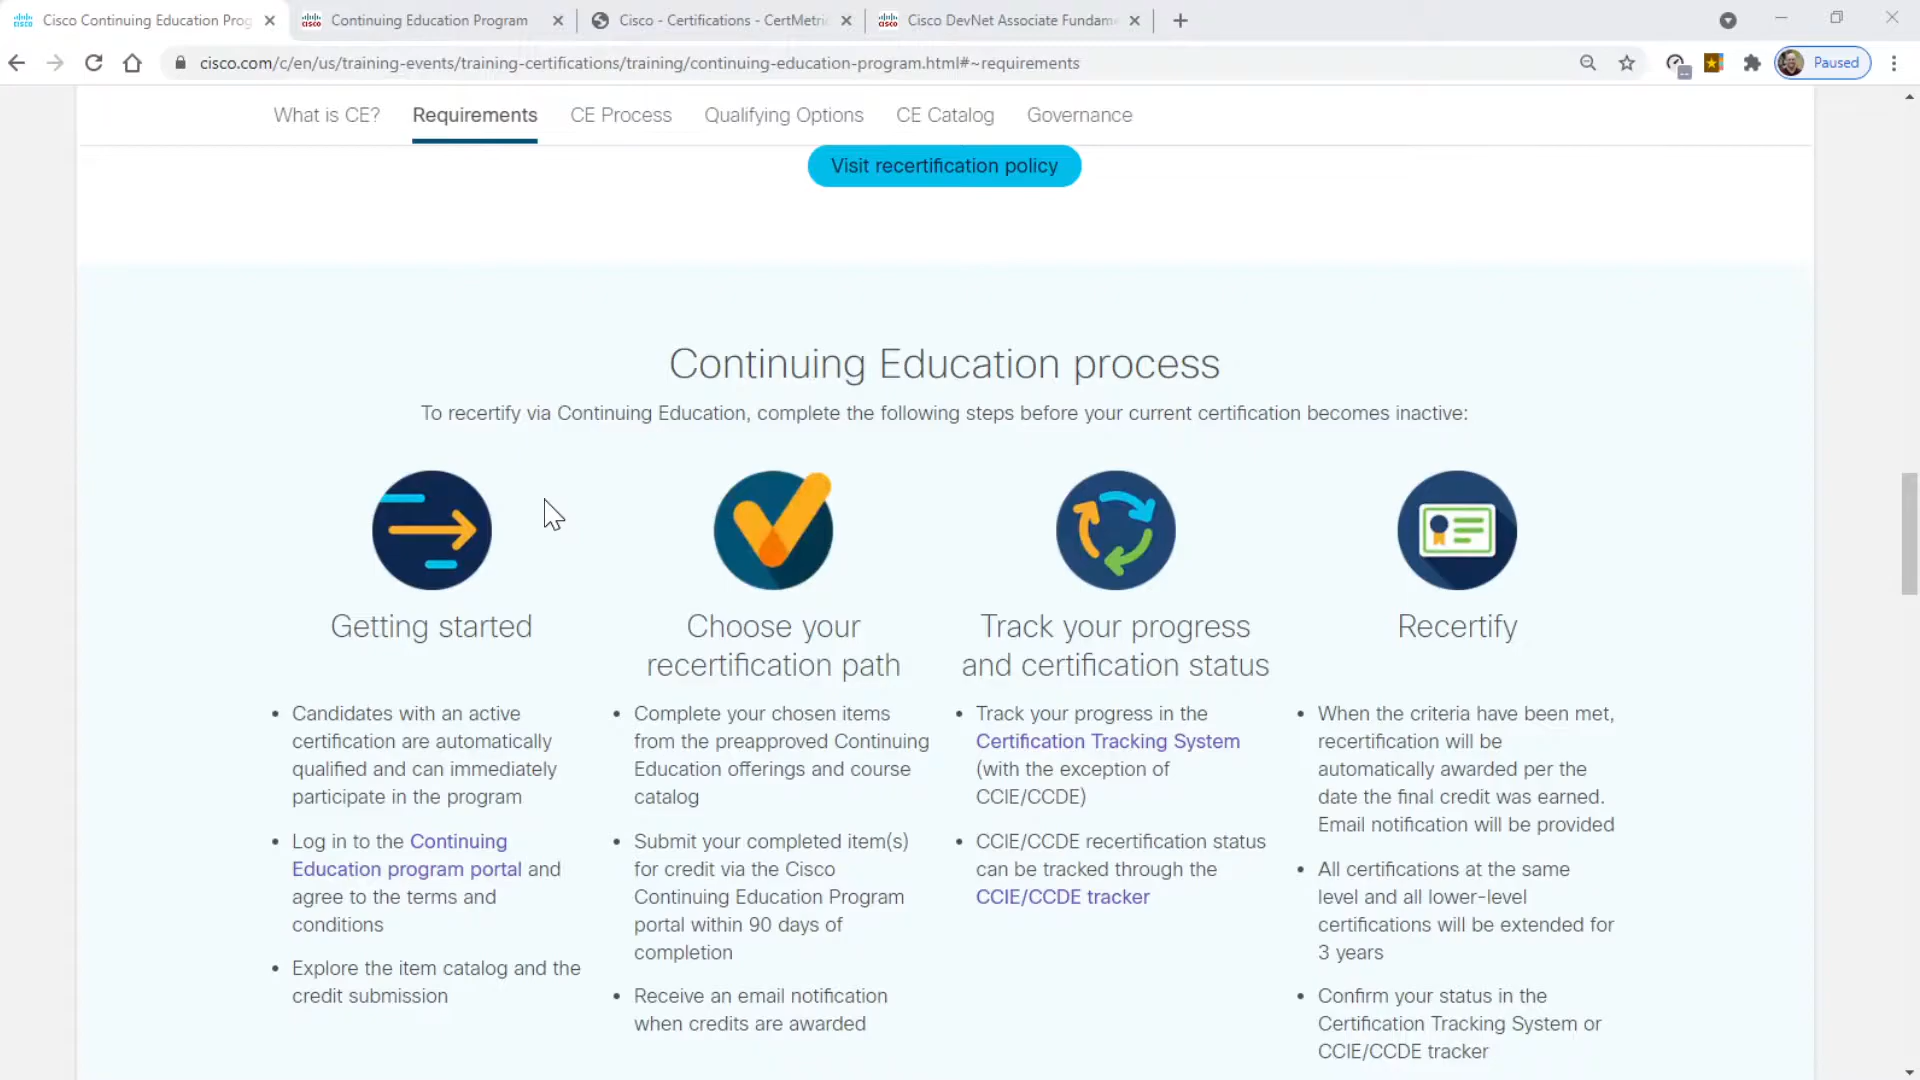 Cisco Continuing Education Prog
Continuing Education Program
Cisco - Certifications - CertMetric
Cisco DevNet Associate Fundam
cisco.com/c/en/us/training-events/training-certifications/training/continuing-education-program.html#~requirements
Paused
What is CE?
Requirements
CE Process
Qualifying Options
CE Catalog
Governance
Visit recertification policy
Continuing Education process
To recertify via Continuing Education, complete the following steps before your current certification becomes inactive:
Getting started
• Candidates with an active
certification are automatically
qualified and can immediately
participate in the program
• Log in to the Continuing
Education program portal and
agree to the terms and
conditions
• Explore the item catalog and the
credit submission
Choose your
recertification path
• Complete your chosen items
from the preapproved Continuing
Education offerings and course
catalog
• Submit your completed item(s)
for credit via the Cisco
Continuing Education Program
portal within 90 days of
completion
• Receive an email notification
when credits are awarded
Track your progress
and certification status
• Track your progress in the
Certification Tracking System
(with the exception of
CCIE/CCDE)
• CCIE/CCDE recertification status
can be tracked through the
CCIE/CCDE tracker
Recertify
• When the criteria have been met,
recertification will be
automatically awarded per the
date the final credit was earned.
Email notification will be provided
• All certifications at the same
level and all lower-level
certifications will be extended for
3 years
• Confirm your status in the
Certification Tracking System or
CCIE/CCDE tracker